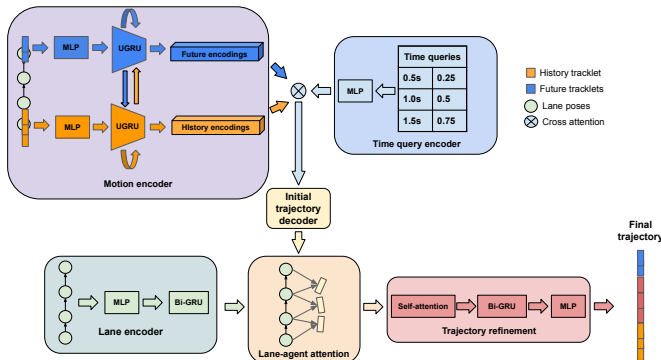 MLP
UGRU
Future encodings
MLP
UGRU
History encodings
Motion encoder
MLP
Time queries
0.5s 0.25
1.0s 0.5
1.5s 0.75
Time query encoder
History tracklet
Future tracklets
Lane poses
Cross attention
Initial
trajectory
decoder
MLP
Bi-GRU
Lane encoder
Lane-agent attention
Self-attention
Bi-GRU
MLP
Trajectory refinement
Final
trajectory